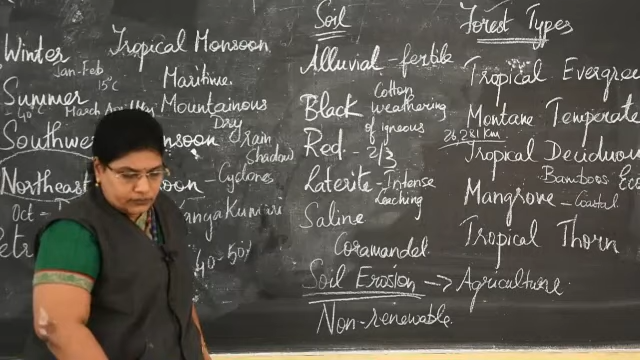 Winter
Jan-Feb
15°C
Summer
40°C
March
Southwe
nsoon
Northeast
oon
Oct -
Petr
Tropical Monsoon
Maritime.
Mountainous
Dry
Rain
Shadow
Cyclones
anyaKumari
40-50%
Soil
Alluvial - fertile
Cotton
Black weathering
of igneous
Red - 2/3
Laterite - Intense
Leaching
Saline
Coromandel
Soil Erosion -> Agriculture
Non-renewable.
Forest Types
Tropical Evergree
Montane Temperate
26,281 km
Tropical Deciduou
Bamboos Eco
Mangrove - Coastal
Tropical Thorn